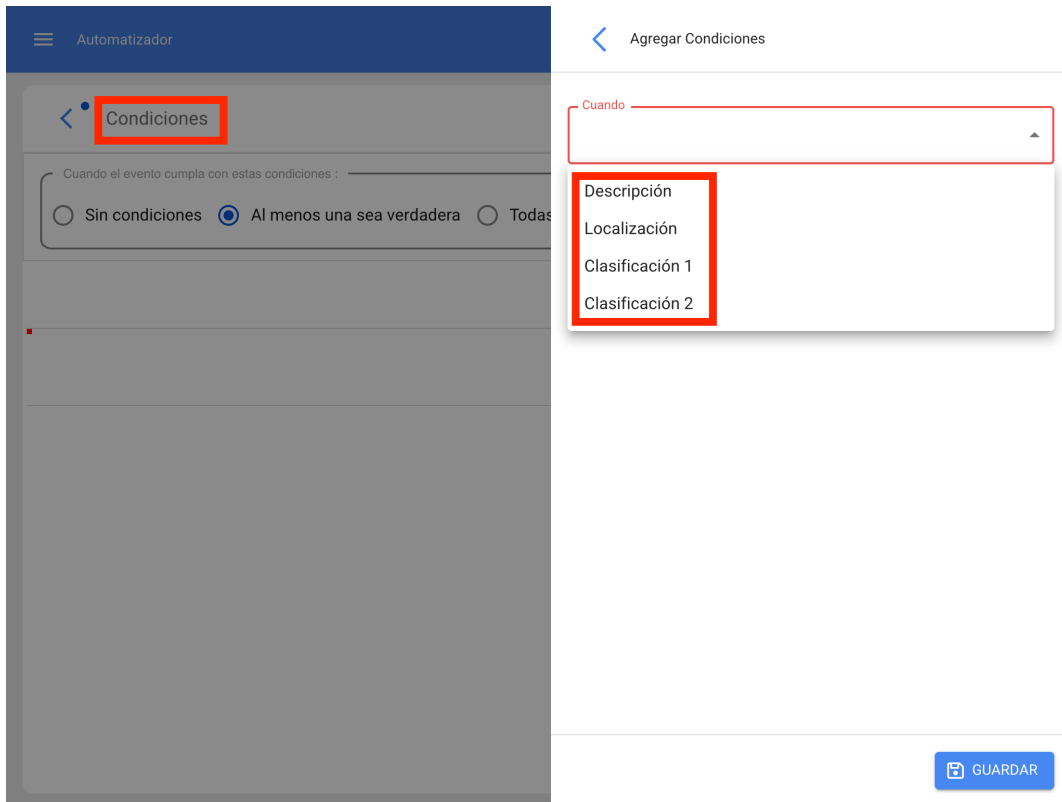 Automatizador
Condiciones
Cuando el evento cumpla con estas condiciones :
Sin condiciones Al menos una sea verdadera Todas
Agregar Condiciones
Cuando
Descripción
Localización
Clasificación 1
Clasificación 2
GUARDAR